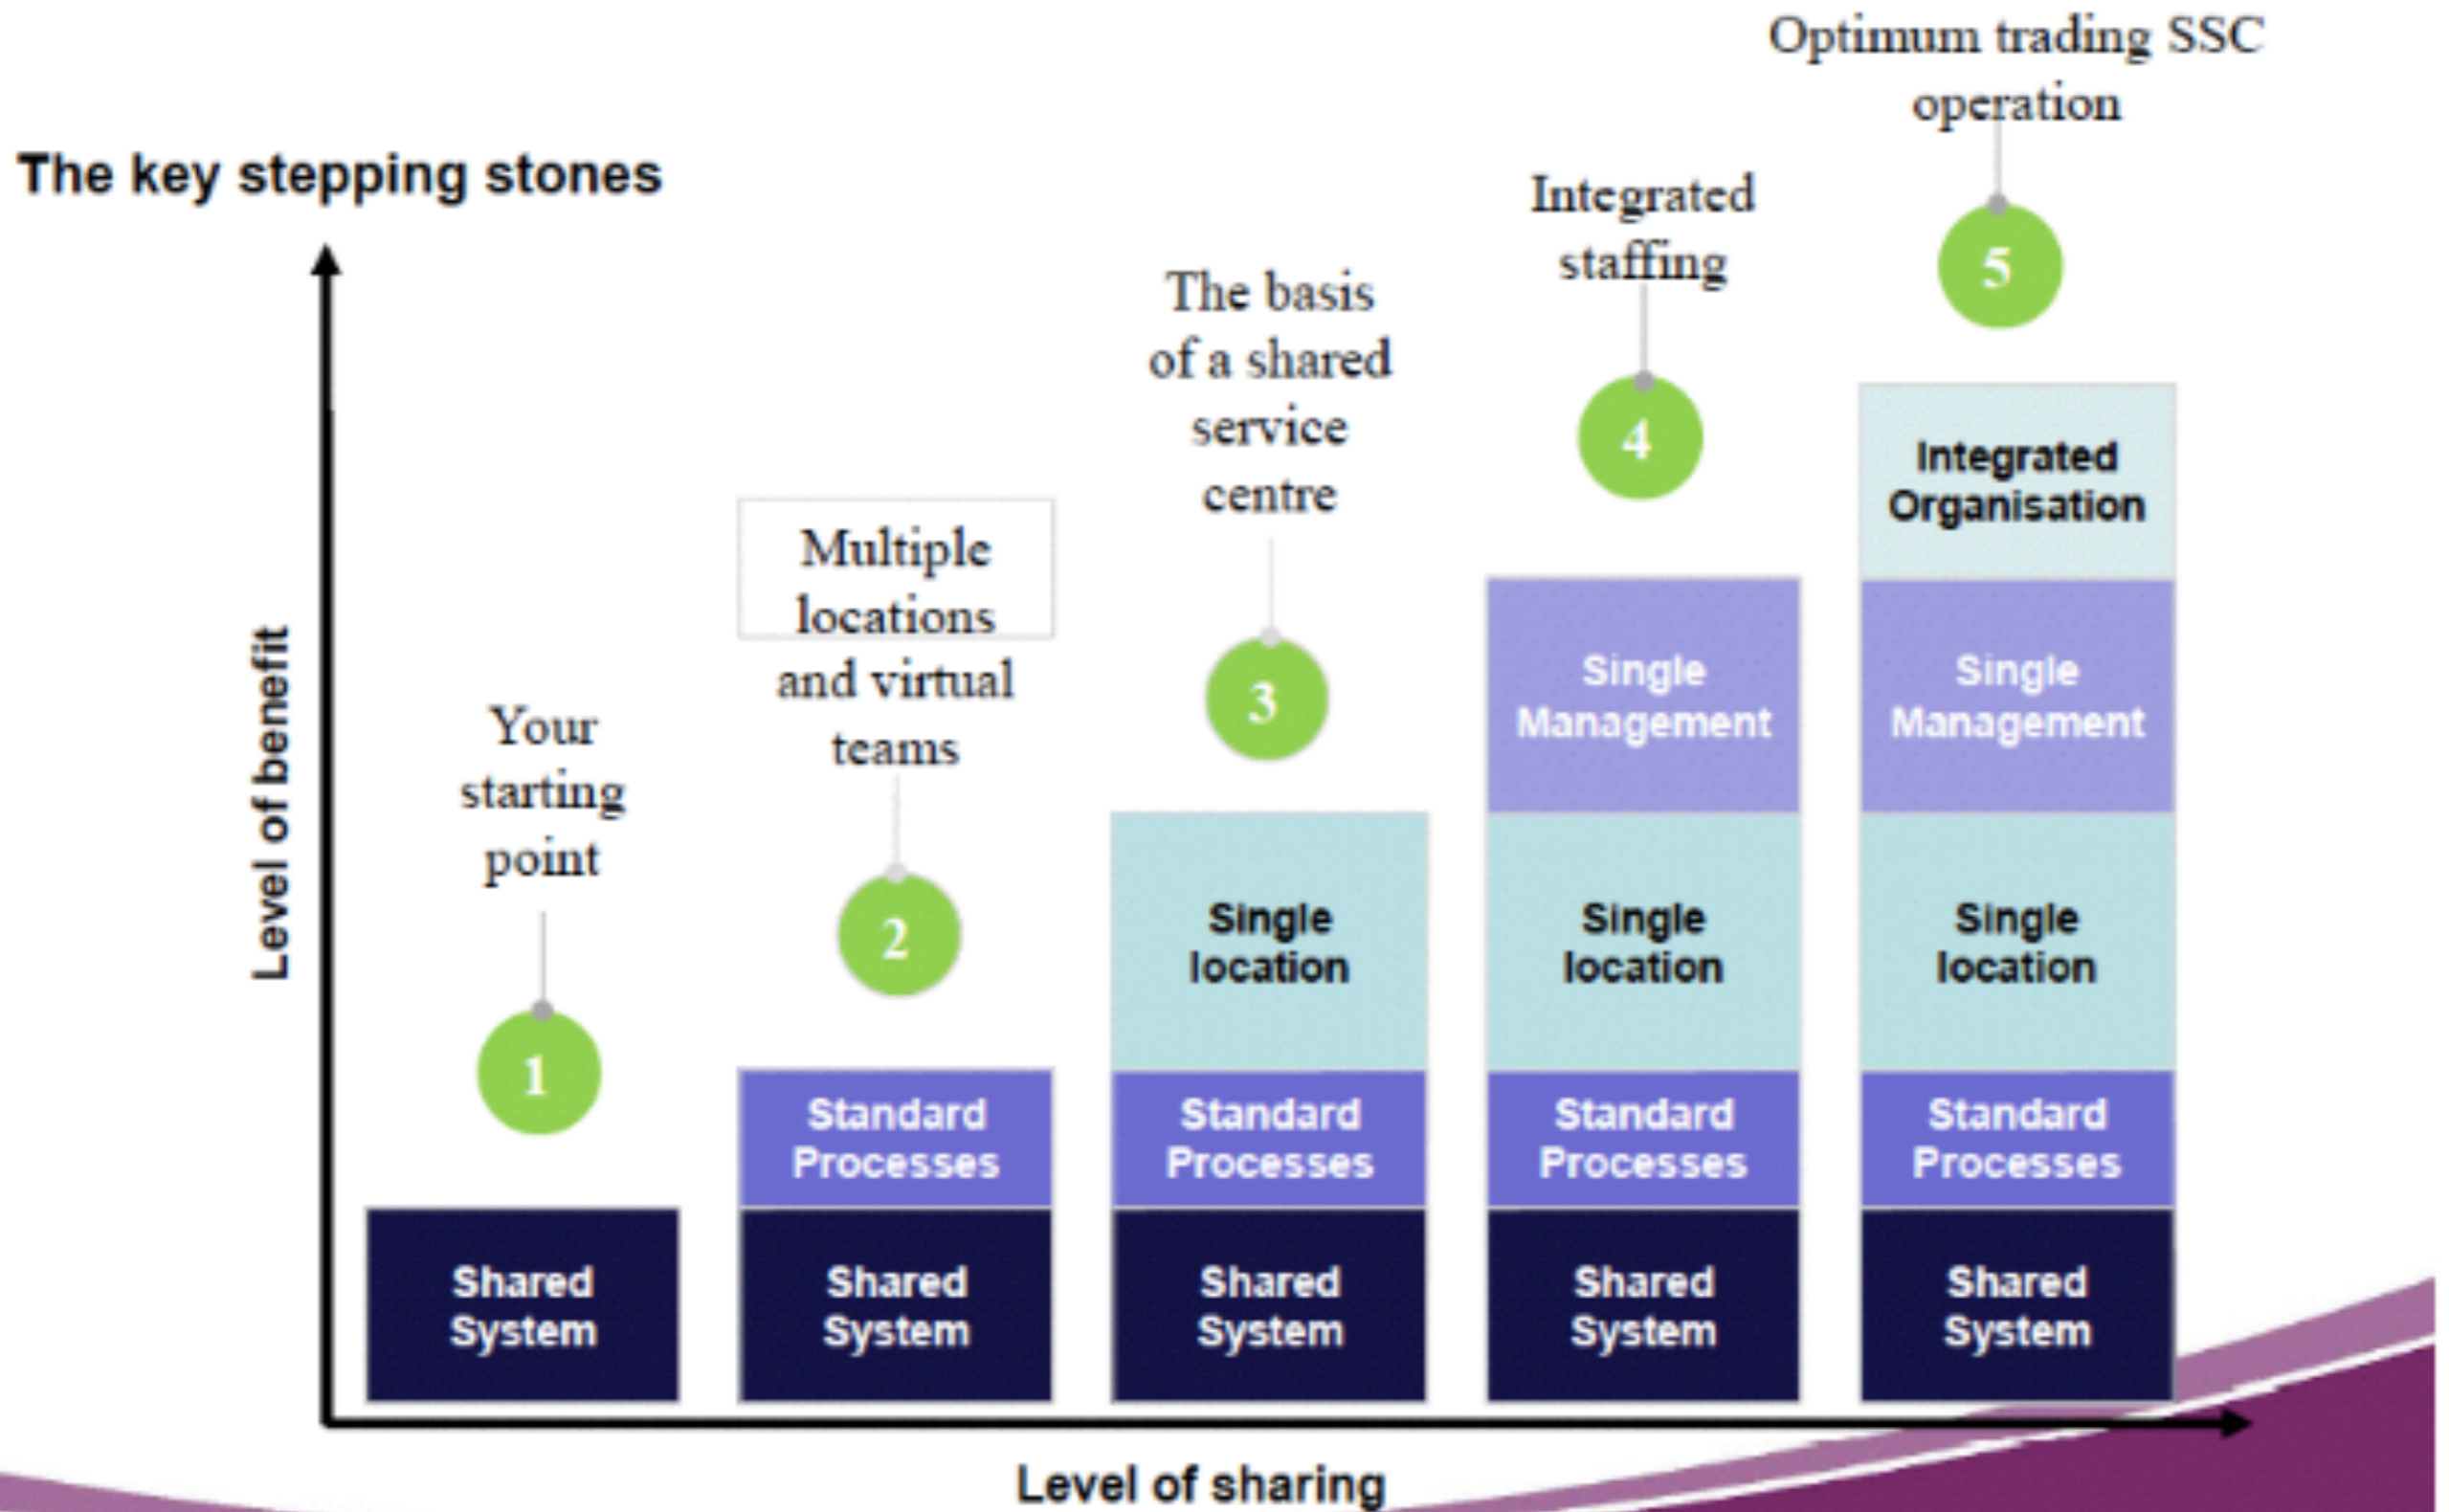 The key stepping stones
Level of benefit
Your
starting
point
1
Shared
System
Multiple
locations
and virtual
teams
2
Standard
Processes
Shared
System
The basis
of a shared
service
centre
3
Single
location
Standard
Processes
Shared
System
Integrated
staffing
4
Single
Management
Single
location
Standard
Processes
Shared
System
Optimum trading SSC
operation
5
Integrated
Organisation
Single
Management
Single
location
Standard
Processes
Shared
System
Level of sharing